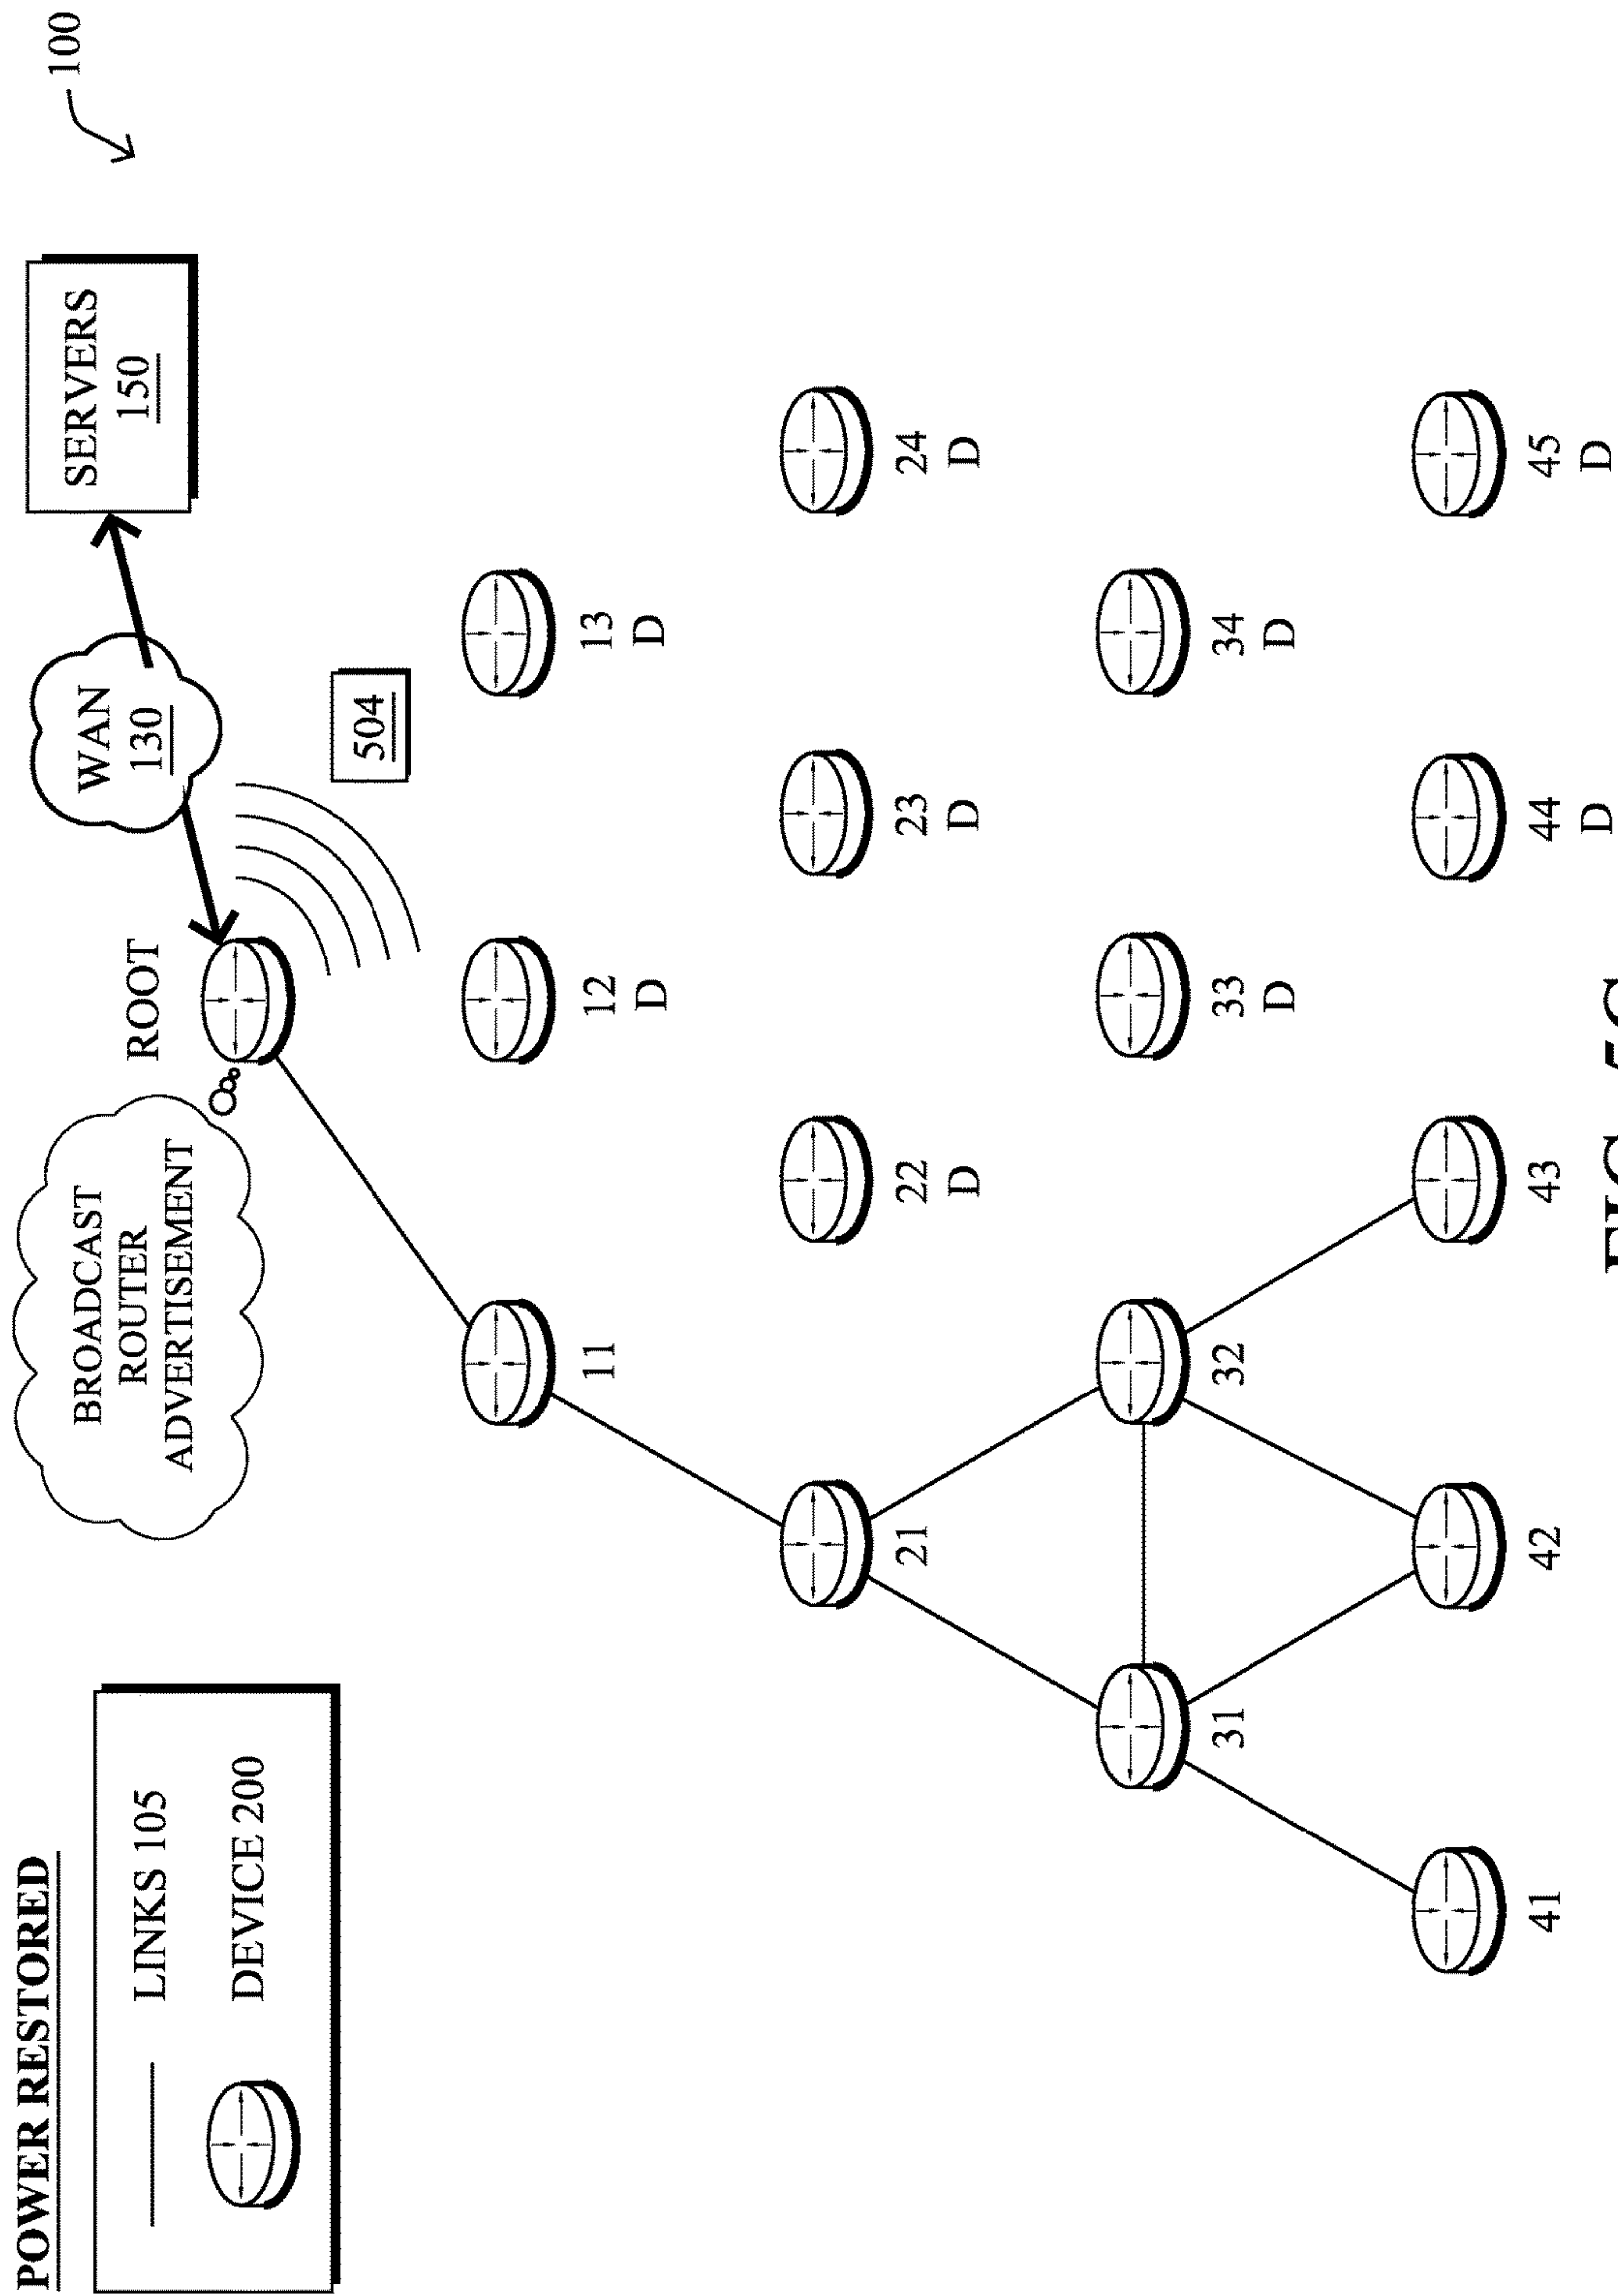 POWER RESTORED
LINKS 105
DEVICE 200
BROADCAST
ROUTER
ADVERTISEMENT
ROOT
WAN
130
SERVERS
150
100
504
11
12
D
13
D
21
22
D
23
D
24
D
31
32
33
D
34
D
41
42
43
44
D
45
D